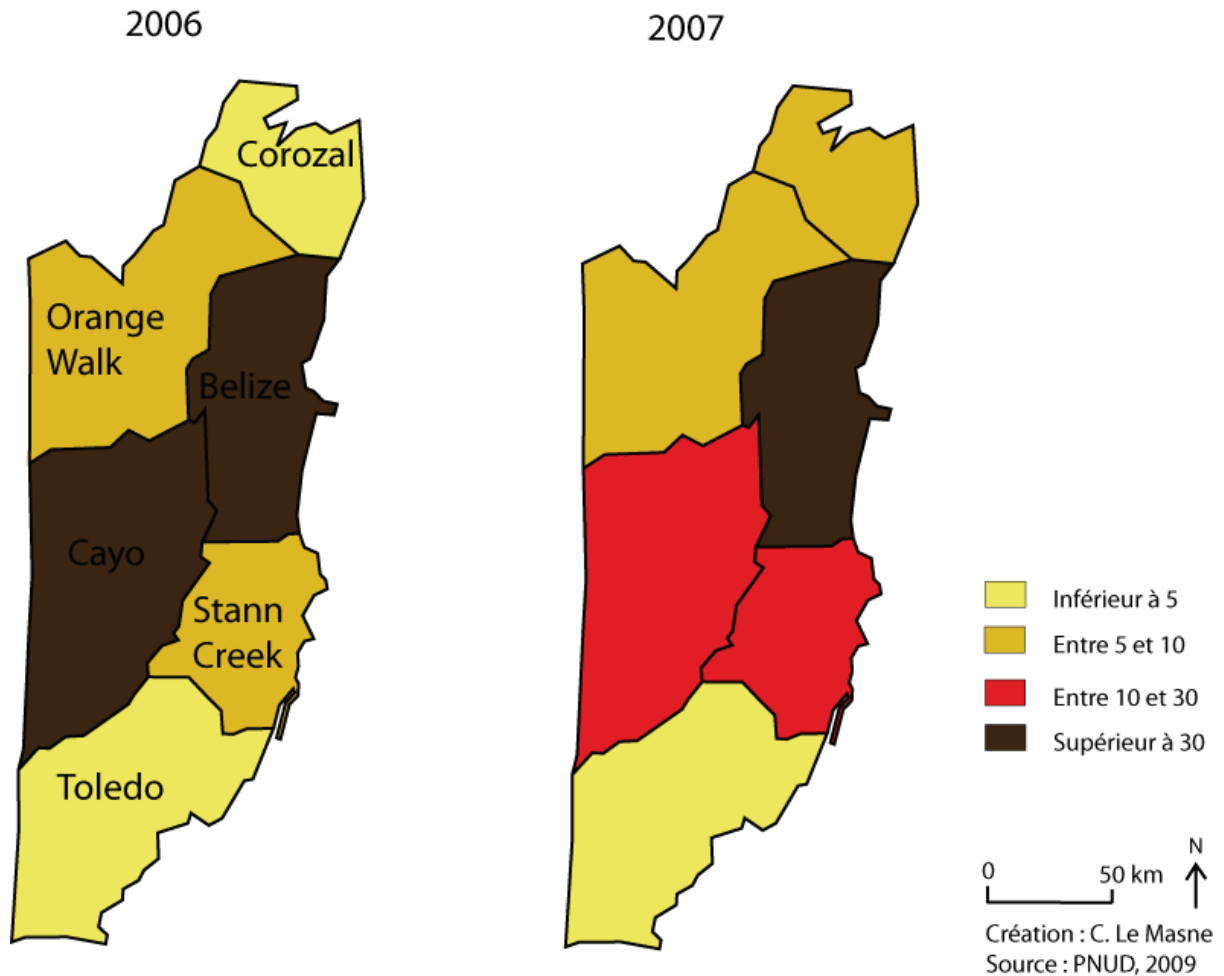 2006
2007
Corozal
Orange
Walk
Belize
Cayo
Stann
Creek
Toledo
Inférieur à 5
Entre 5 et 10
Entre 10 et 30
Supérieur à 30
N
0 50 km
Création : C. Le Masne
Source : PNUD, 2009